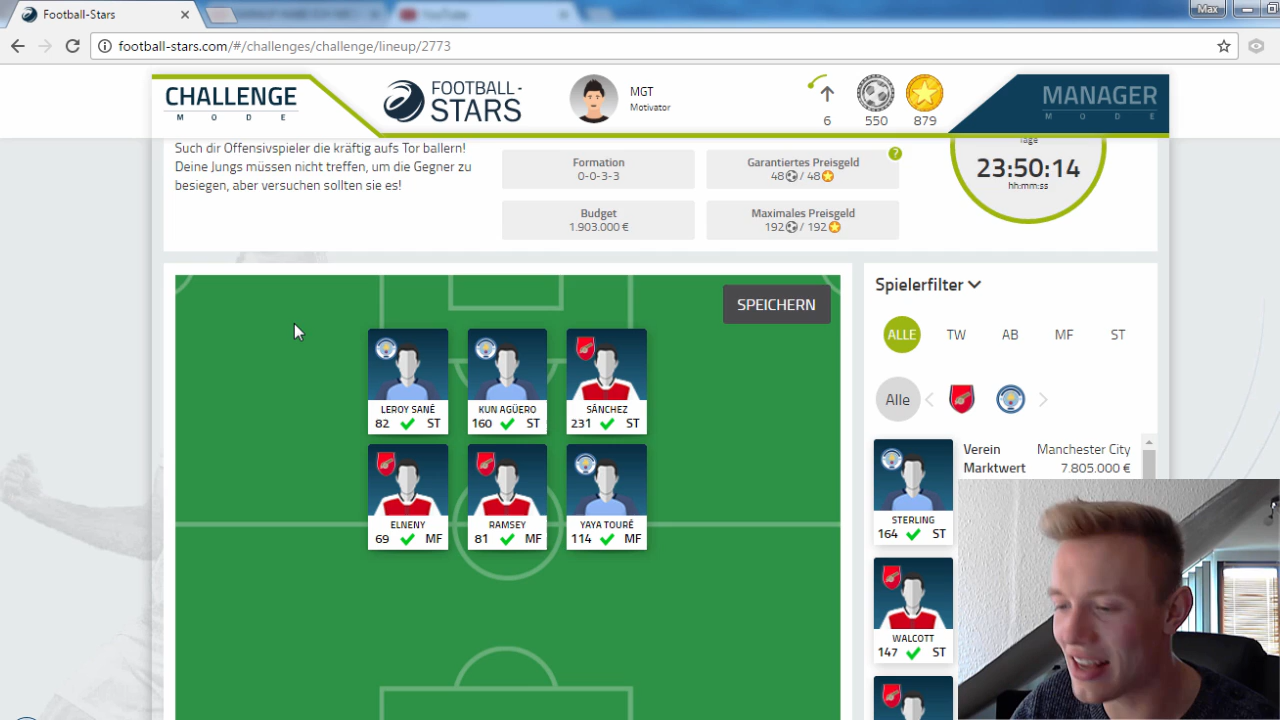 Football-Stars
YouTube
Max
football-stars.com/#/challenges/challenge/lineup/2773
CHALLENGE
MODE
FOOTBALL-
STARS
MGT
Motivator
6
550
879
MANAGER
MODE
Such dir Offensivspieler die kräftig aufs Tor ballern!
Deine Jungs müssen nicht treffen, um die Gegner zu
besiegen, aber versuchen sollten sie es!
Formation
0-0-3-3
Garantiertes Preisgeld
48 / 48
?
Budget
1.903.000 €
Maximales Preisgeld
192 / 192
Tage
23:50:14
hh:mm:ss
SPEICHERN
LEROY SANÉ
82 ST
KUN AGÜERO
160 ST
SÁNCHEZ
231 ST
ELNENY
69 MF
RAMSEY
81 MF
YAYA TOURÉ
114 MF
Spielerfilter
ALLE TW AB MF ST
Alle
STERLING
164 ST
Verein Manchester City
Marktwert 7.805.000 €
WALCOTT
147 ST